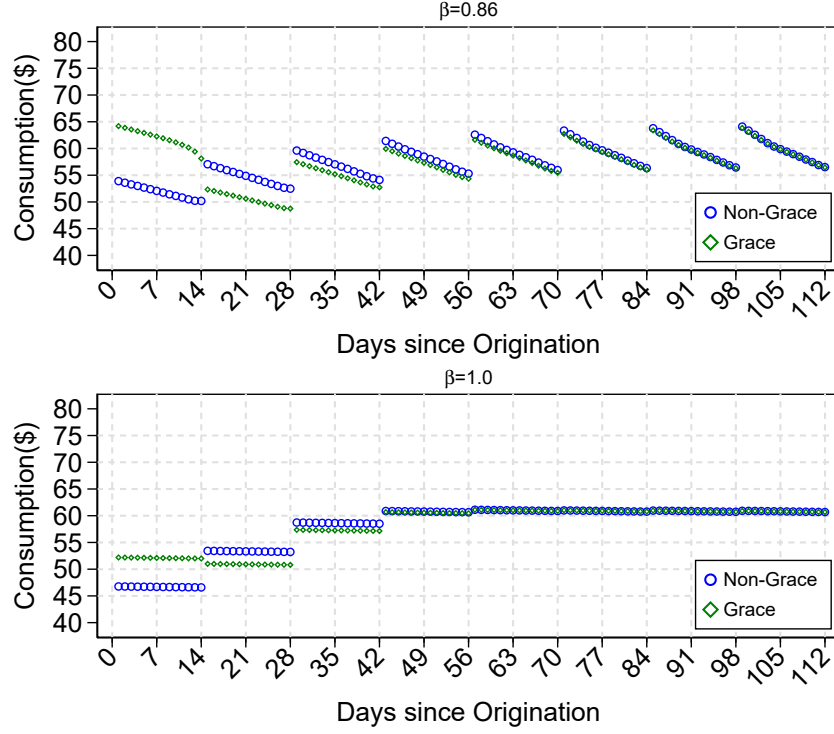 β=0.86
Consumption($)
80
75
70
65
60
55
50
45
40
Non-Grace
Grace
0 7 14 21 28 35 42 49 56 63 70 77 84 91 98 105 112
Days since Origination
β=1.0
Consumption($)
80
75
70
65
60
55
50
45
40
Non-Grace
Grace
0 7 14 21 28 35 42 49 56 63 70 77 84 91 98 105 112
Days since Origination